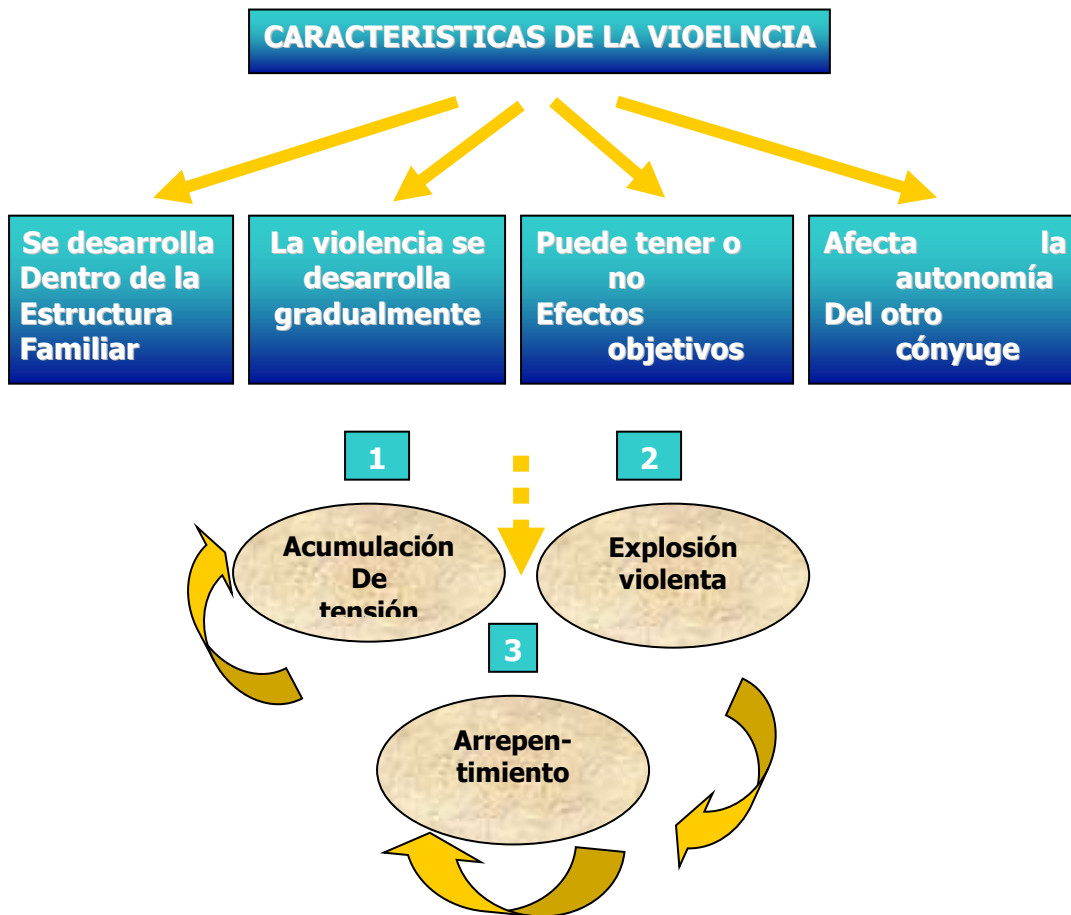 CARACTERISTICAS DE LA VIOELNCIA
Se desarrolla
Dentro de la
Estructura
Familiar
La violencia se
desarrolla
gradualmente
Puede tener o
no
Efectos
objetivos
Afecta la
autonomía
Del otro
cónyuge
1
2
Acumulación
De
tensión
Explosión
violenta
3
Arrepen-
timiento